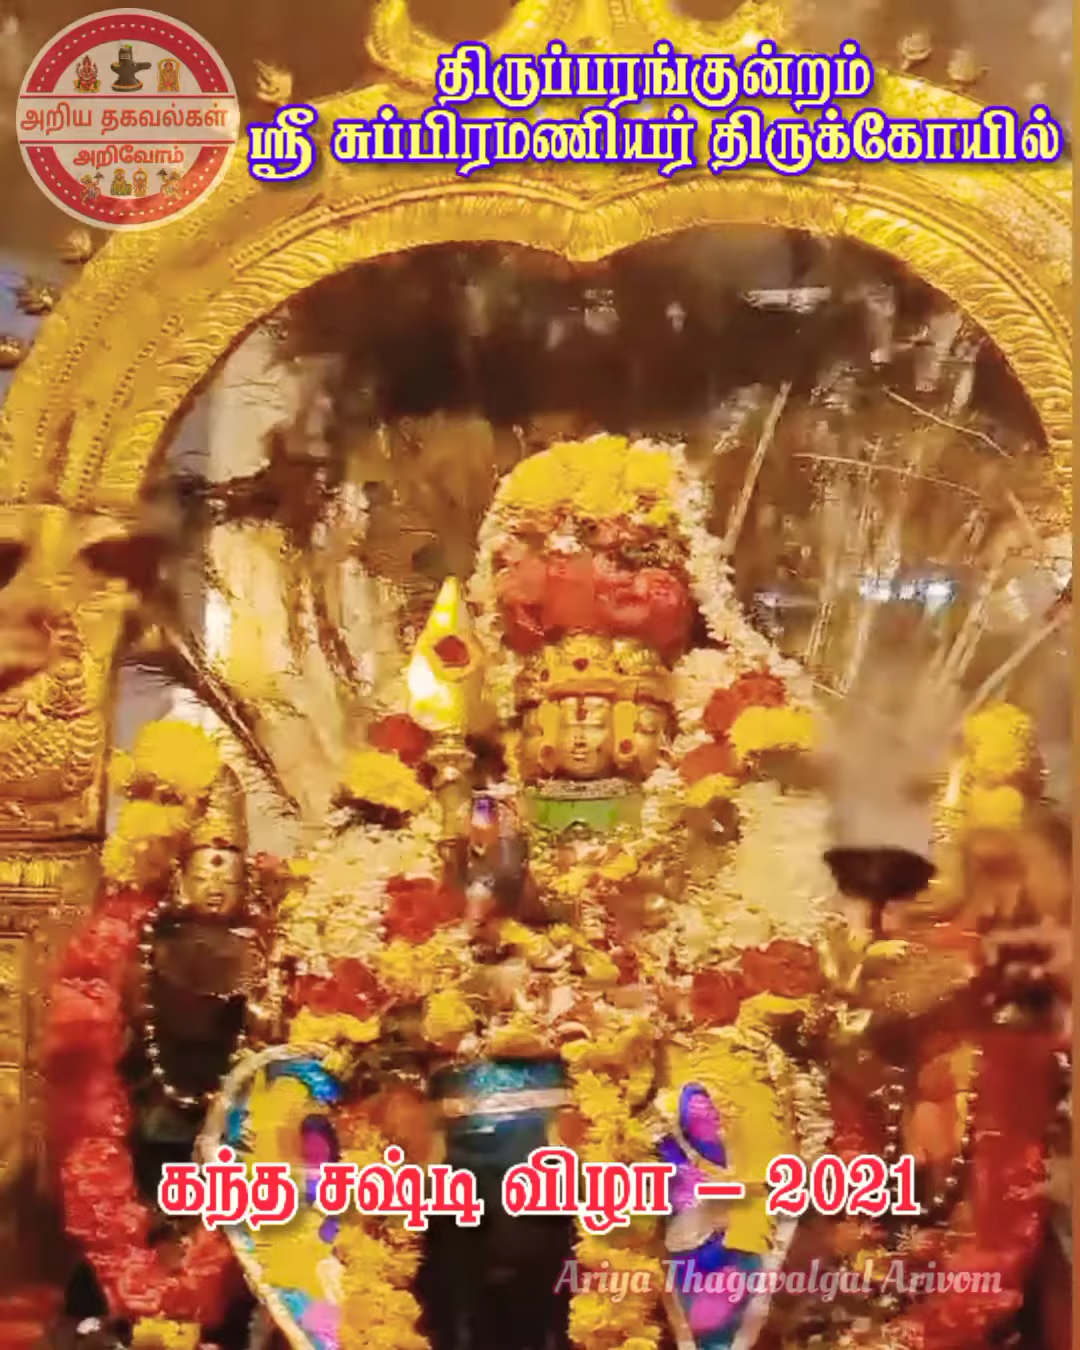 அறிய தகவல்கள்
அறிவோம்
திருப்பரங்குன்றம்
ஸ்ரீ சுப்பிரமணியர் திருக்கோயில்
கந்த சஷ்டி விழா – 2021
Ariya Thagavalgal Arivom